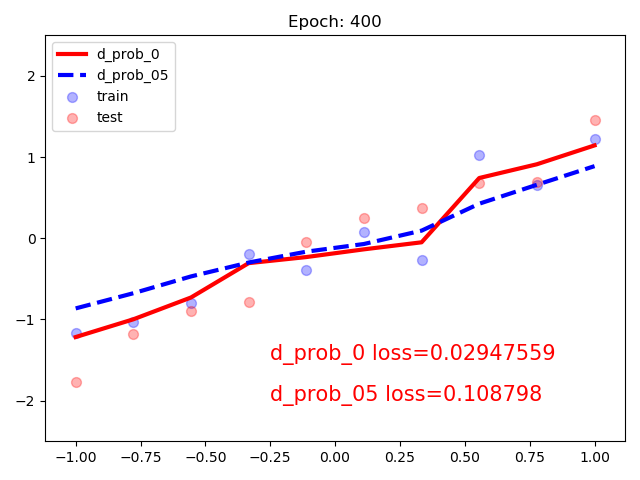 Epoch: 400
d_prob_0
d_prob_05
train
test
2
1
0
−1
−2
d_prob_0 loss=0.02947559
d_prob_05 loss=0.108798
−1.00 −0.75 −0.50 −0.25 0.00 0.25 0.50 0.75 1.00